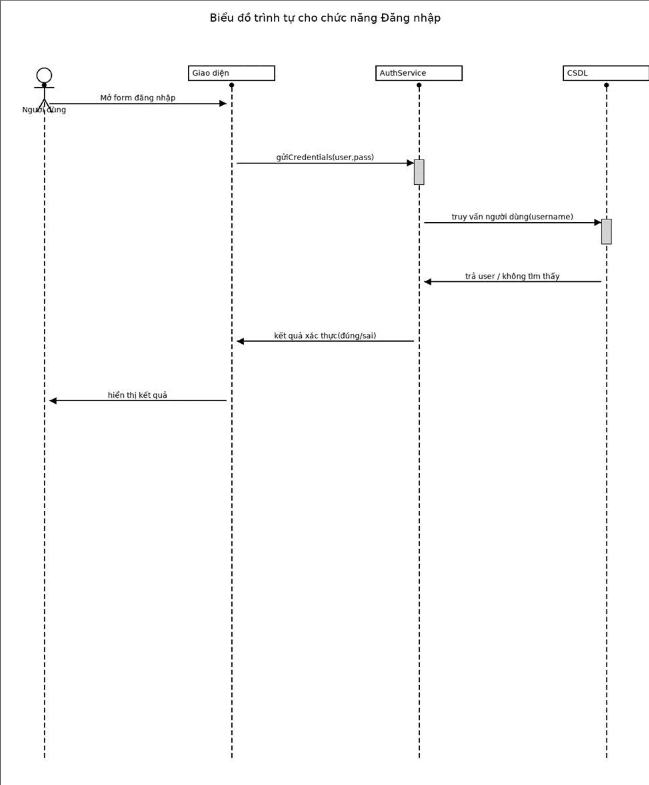 Biểu đồ trình tự cho chức năng Đăng nhập
Giao diện
AuthService
CSDL
Người dùng
Mở form đăng nhập
gửiCredentials(user,pass)
truy vấn người dùng(username)
trả user / không tìm thấy
kết quả xác thực(đúng/sai)
hiển thị kết quả